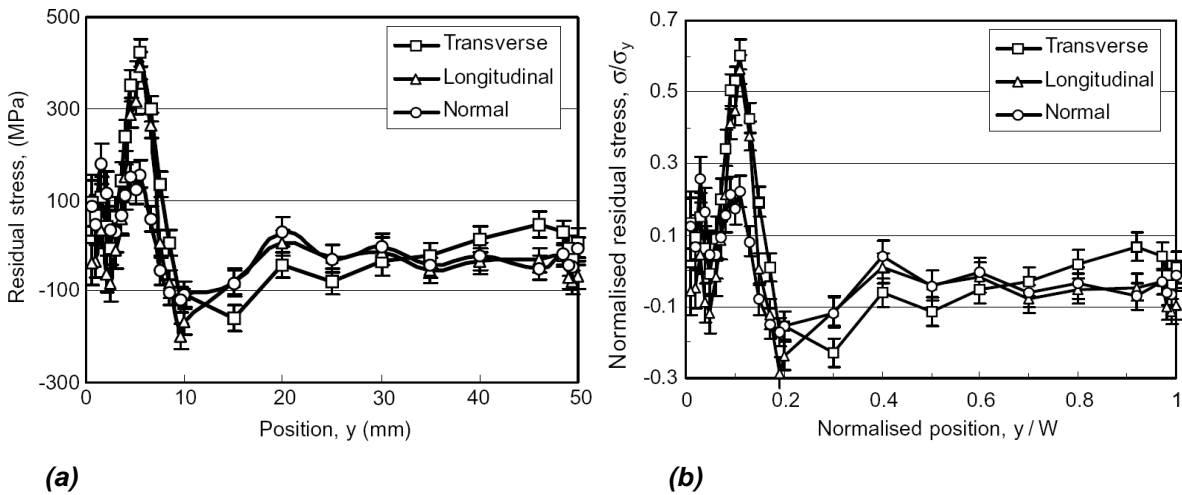 500
300
100
-100
-300
Residual stress, (MPa)
Transverse
Longitudinal
Normal
0
10
20
30
40
50
Position, y (mm)
(a)
0.7
0.5
0.3
0.1
-0.1
-0.3
Normalised residual stress, σ/σy
Transverse
Longitudinal
Normal
0
0.2
0.4
0.6
0.8
1
Normalised position, y / W
(b)